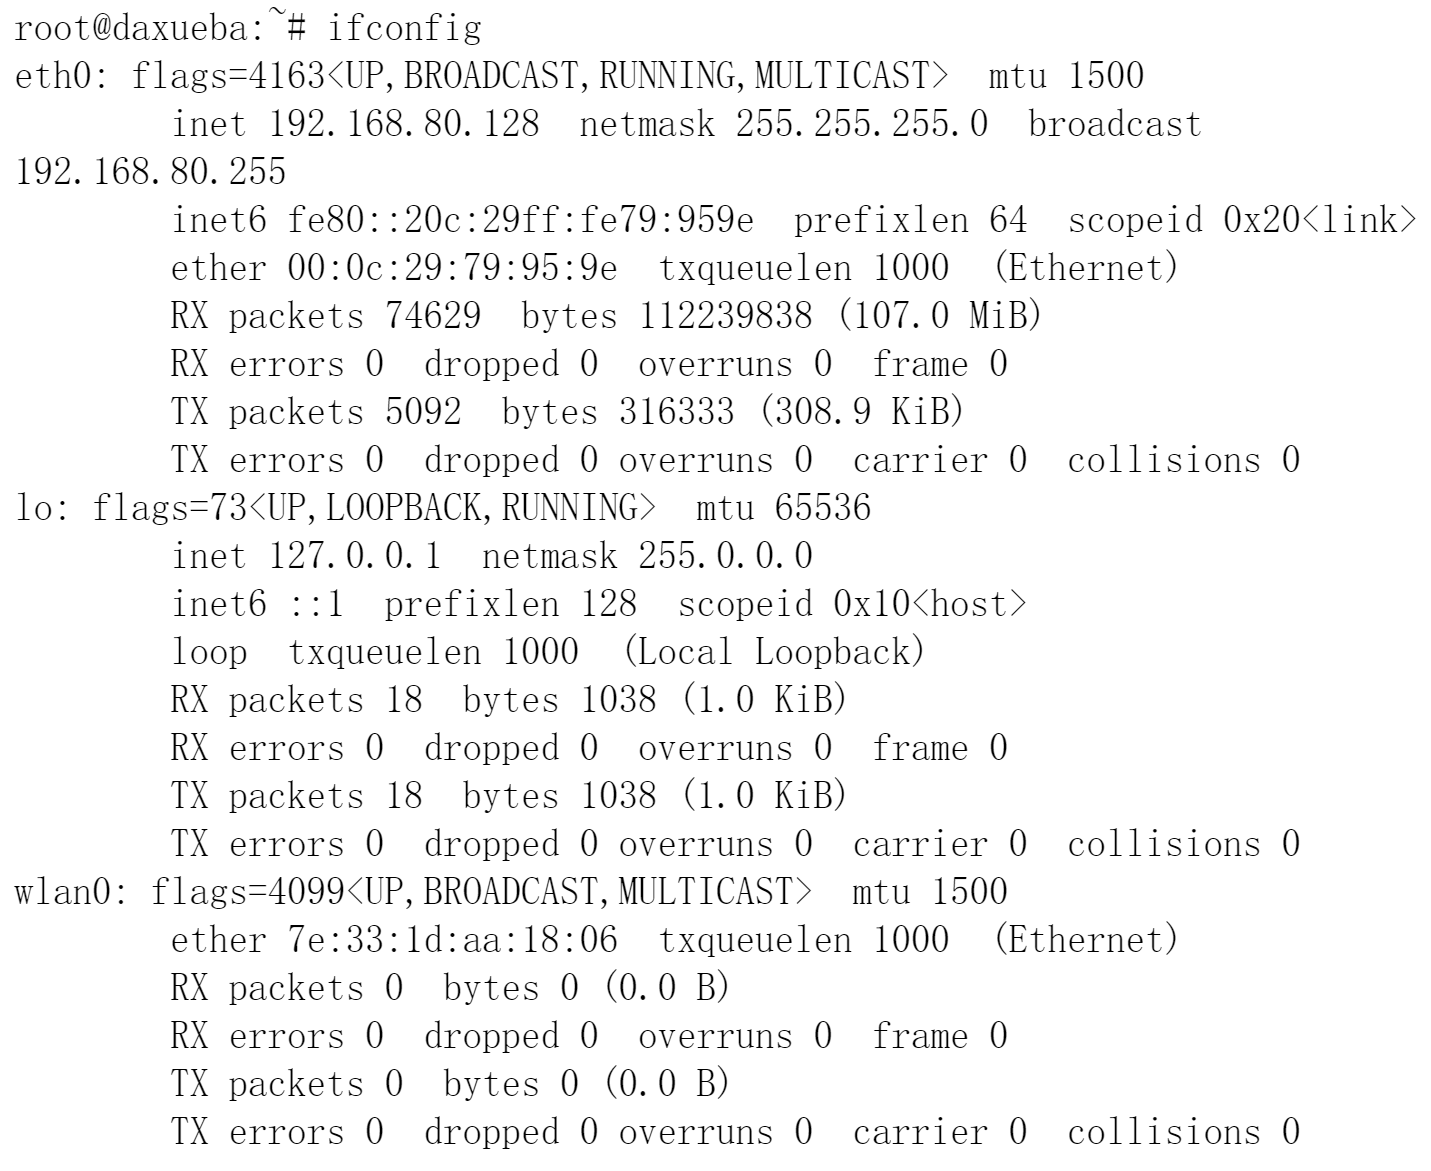 root@daxueba:~# ifconfig
eth0: flags=4163<UP,BROADCAST,RUNNING,MULTICAST>  mtu 1500
        inet 192.168.80.128  netmask 255.255.255.0  broadcast
192.168.80.255
        inet6 fe80::20c:29ff:fe79:959e  prefixlen 64  scopeid 0x20<link>
        ether 00:0c:29:79:95:9e  txqueuelen 1000  (Ethernet)
        RX packets 74629  bytes 112239838 (107.0 MiB)
        RX errors 0  dropped 0  overruns 0  frame 0
        TX packets 5092  bytes 316333 (308.9 KiB)
        TX errors 0  dropped 0 overruns 0  carrier 0  collisions 0
lo: flags=73<UP,LOOPBACK,RUNNING>  mtu 65536
        inet 127.0.0.1  netmask 255.0.0.0
        inet6 ::1  prefixlen 128  scopeid 0x10<host>
        loop  txqueuelen 1000  (Local Loopback)
        RX packets 18  bytes 1038 (1.0 KiB)
        RX errors 0  dropped 0  overruns 0  frame 0
        TX packets 18  bytes 1038 (1.0 KiB)
        TX errors 0  dropped 0 overruns 0  carrier 0  collisions 0
wlan0: flags=4099<UP,BROADCAST,MULTICAST>  mtu 1500
        ether 7e:33:1d:aa:18:06  txqueuelen 1000  (Ethernet)
        RX packets 0  bytes 0 (0.0 B)
        RX errors 0  dropped 0  overruns 0  frame 0
        TX packets 0  bytes 0 (0.0 B)
        TX errors 0  dropped 0 overruns 0  carrier 0  collisions 0